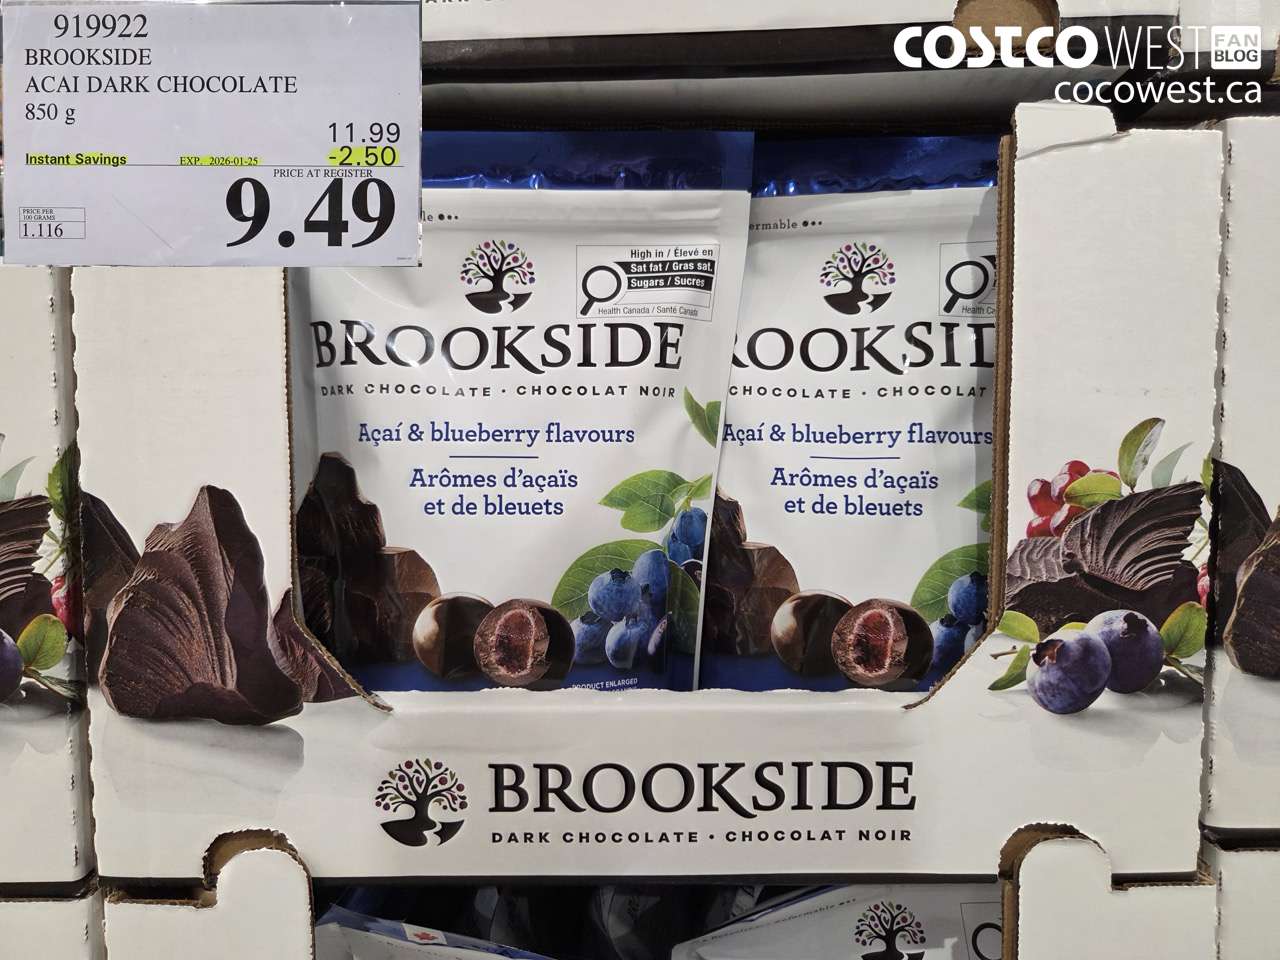 919922
BROOKSIDE
ACAI DARK CHOCOLATE
850 g
11.99
Instant Savings EXP. 2026-01-25 -2.50
PRICE AT REGISTER
9.49
PRICE PER
100 GRAMS
1.116
COSTCO WEST FAN BLOG
cocowest.ca
High in / Élevé en
Sat fat / Gras sat.
Sugars / Sucres
Health Canada / Santé Canada
BROOKSIDE
DARK CHOCOLATE · CHOCOLAT NOIR
Açaí & blueberry flavours
Arômes d'açaïs
et de bleuets
PRODUCT ENLARGED
Health
CHOCOLATE · CHOCOLAT
Açaí & blueberry flavours
Arômes d'açaïs
et de bleuets
BROOKSIDE
DARK CHOCOLATE · CHOCOLAT NOIR